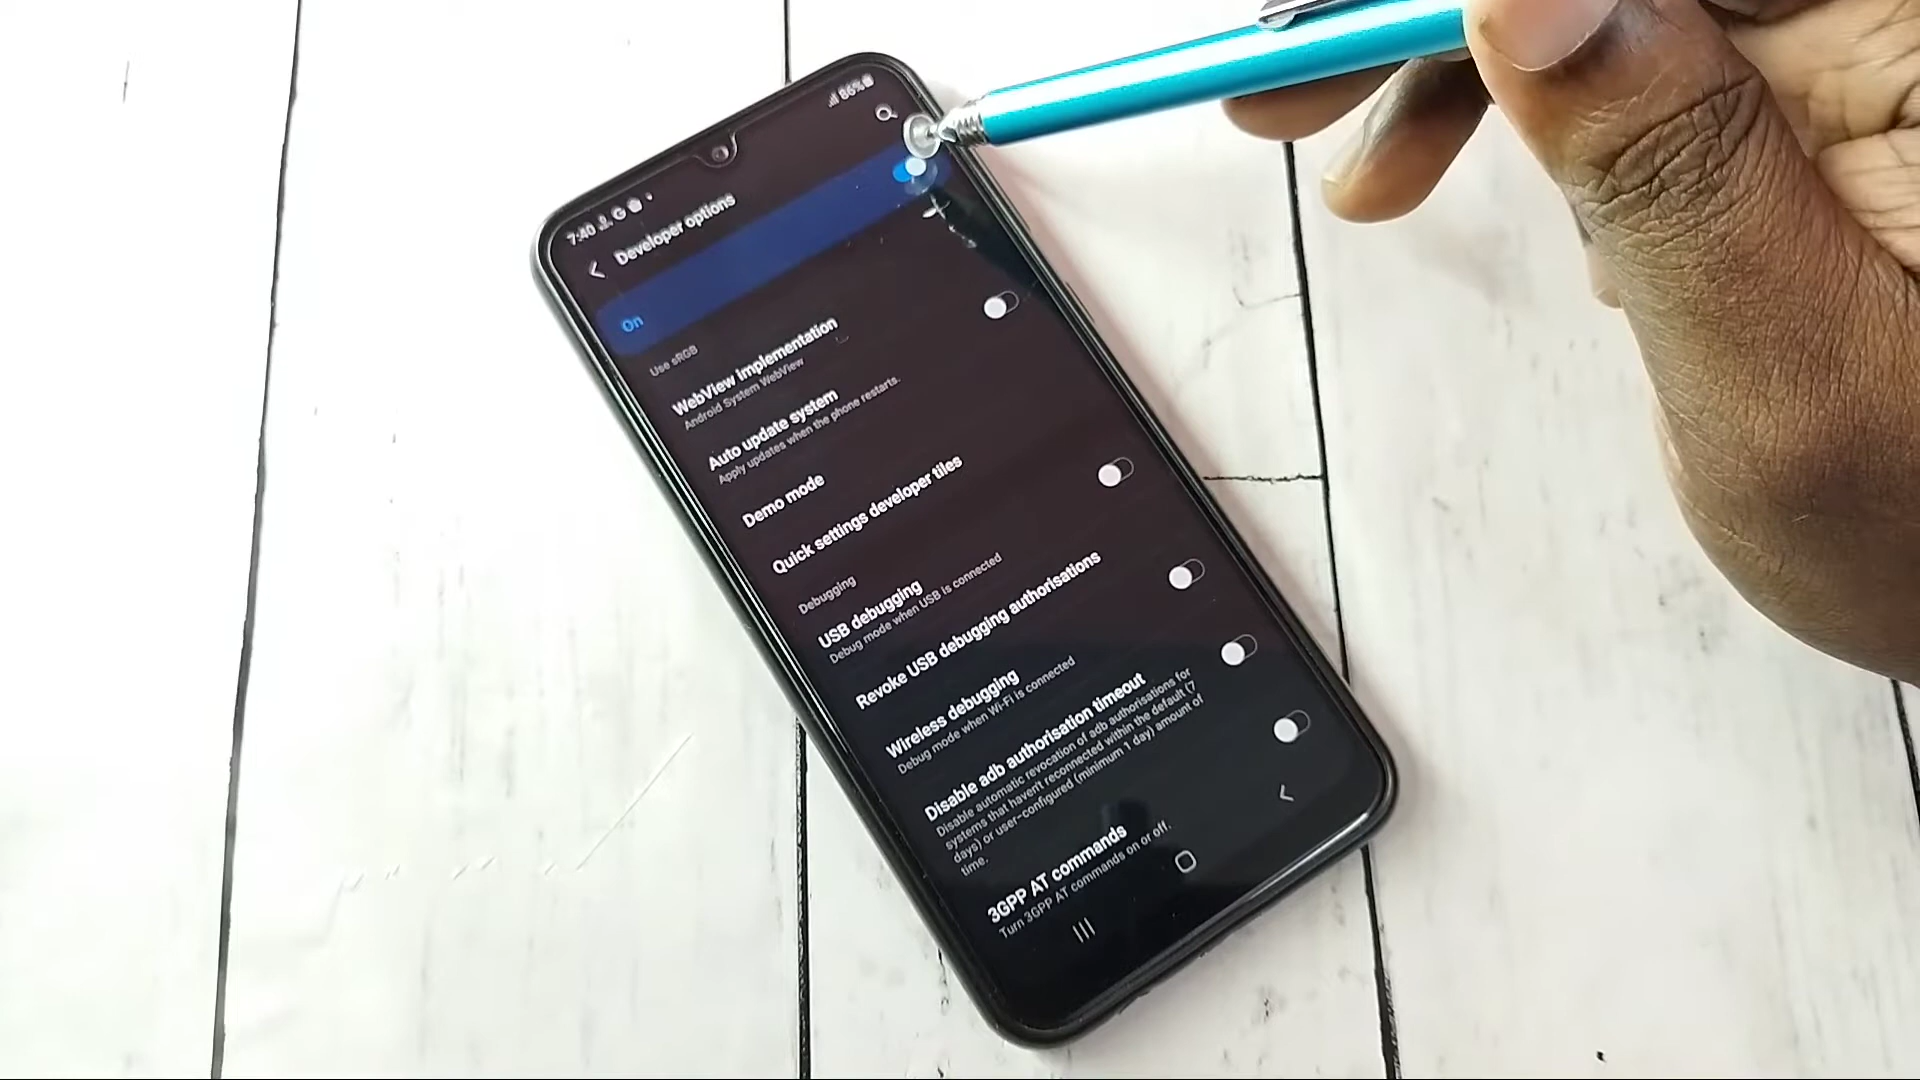 7:40 G 86%
Developer options
On
Use sRGB
WebView implementation
Android System WebView
Auto update system
Apply updates when the phone restarts.
Demo mode
Quick settings developer tiles
Debugging
USB debugging
Debug mode when USB is connected
Revoke USB debugging authorisations
Wireless debugging
Debug mode when Wi-Fi is connected
Disable adb authorisation timeout
Disable automatic revocation of adb authorisations for
systems that haven't reconnected within the default (7
days) or user-configured (minimum 1 day) amount of
time.
3GPP AT commands
Turn 3GPP AT commands on or off.